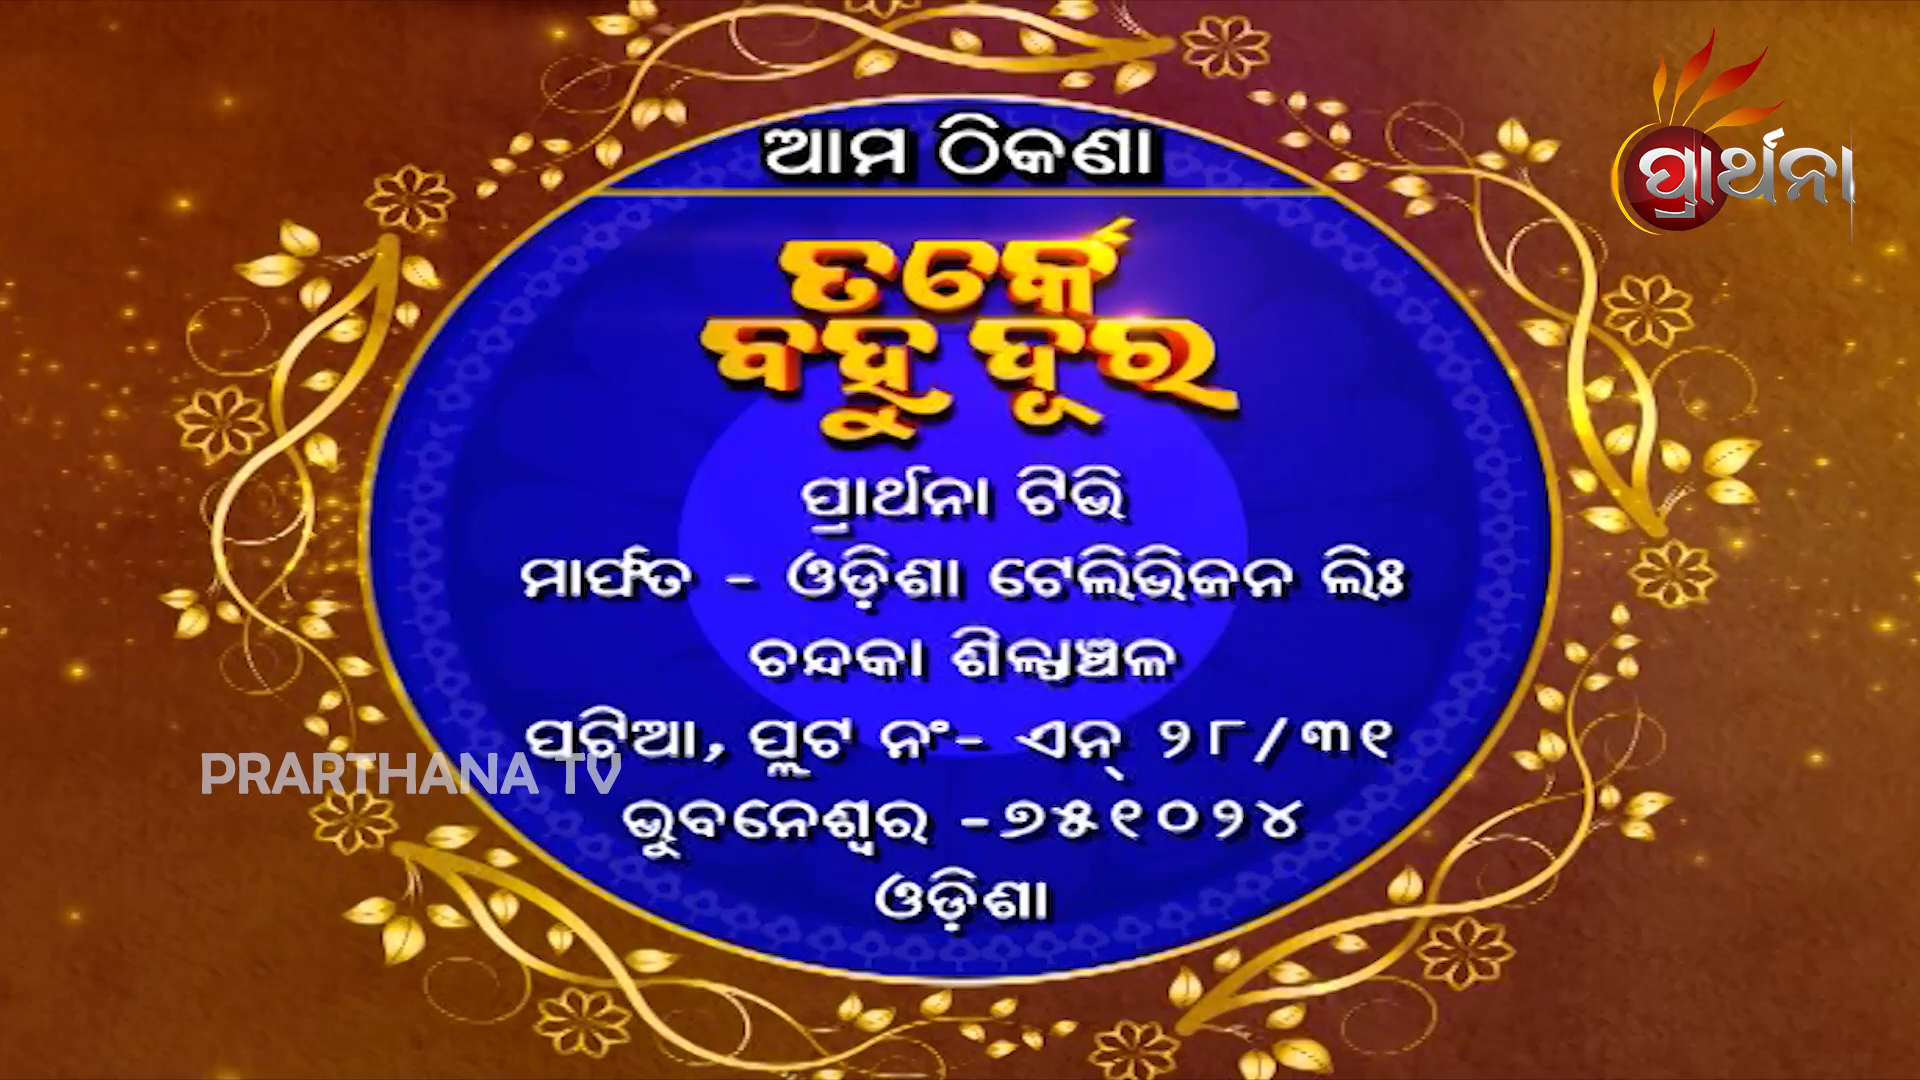 ଆମ ଠିକଣା
ପ୍ରାର୍ଥନା
ତର୍କେ
ବହୁ ଦୂର
ପ୍ରାର୍ଥନା ଟିଭି
ମାର୍ଫତ - ଓଡ଼ିଶା ଟେଲିଭିଜନ ଲିଃ
ଚନ୍ଦକା ଶିଳ୍ପାଞ୍ଚଳ
ପଟିଆ, ପ୍ଲଟ ନଂ- ଏନ୍ ୨୮/୩୧
PRARTHANA TV
ଭୁବନେଶ୍ୱର -୭୫୧୦୨୪
ଓଡ଼ିଶା